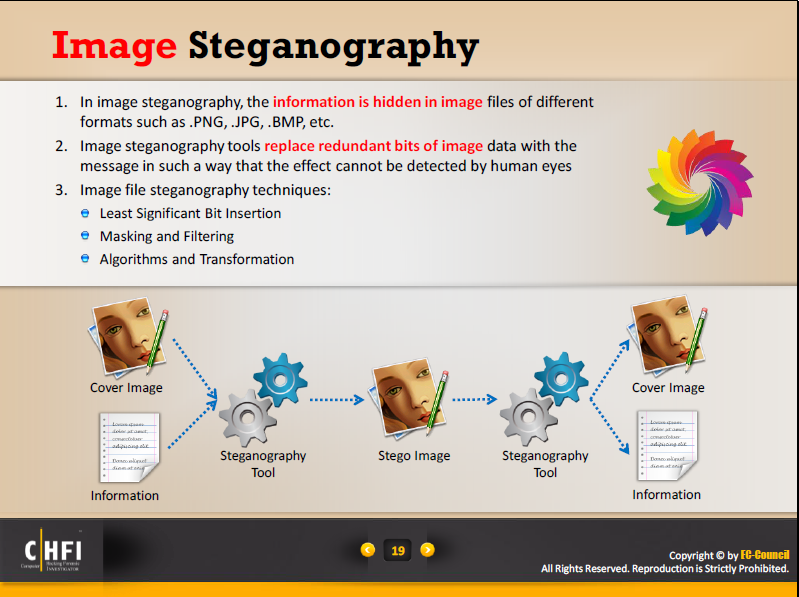 Image Steganography
1. In image steganography, the information is hidden in image files of different
formats such as .PNG, .JPG, .BMP, etc.
2. Image steganography tools replace redundant bits of image data with the
message in such a way that the effect cannot be detected by human eyes
3. Image file steganography techniques:
Least Significant Bit Insertion
Masking and Filtering
Algorithms and Transformation
Cover Image
Cover Image
Steganography
Tool
Stego Image
Steganography
Tool
Information
Information
CHFI
Computer Hacking Forensic
INVESTIGATOR
19
Copyright © by EC-Council
All Rights Reserved. Reproduction is Strictly Prohibited.